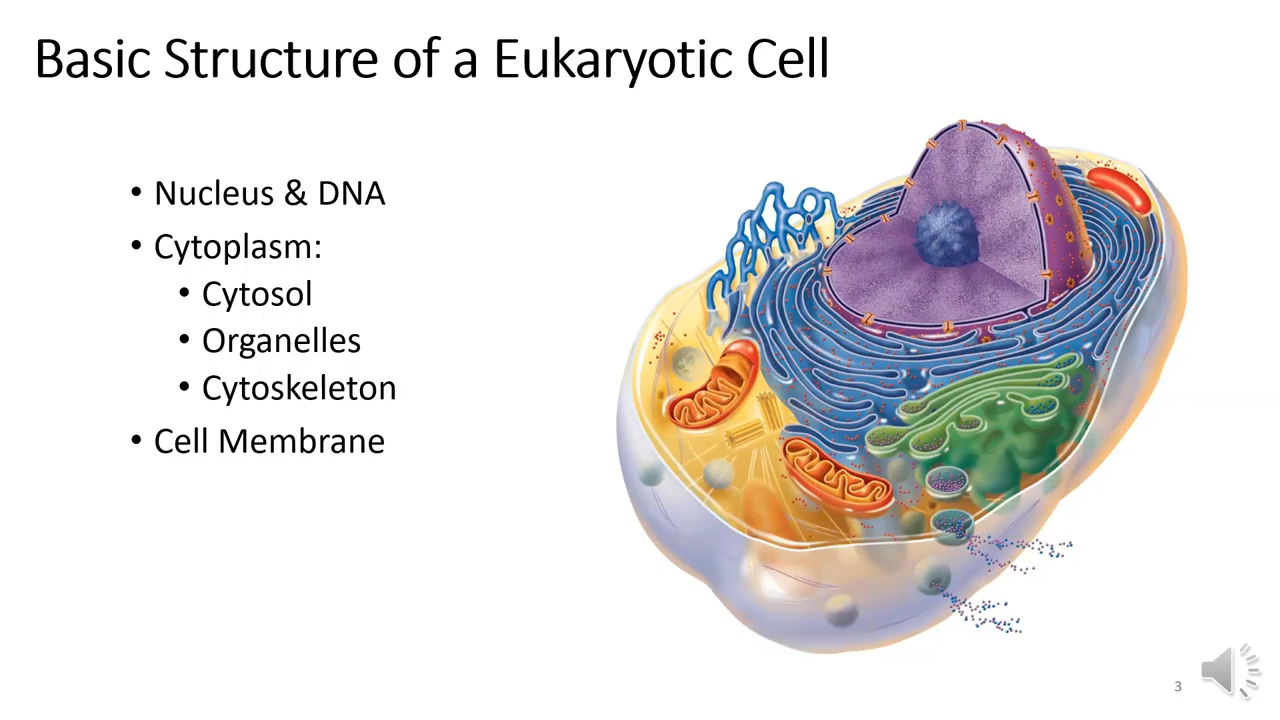 Basic Structure of a Eukaryotic Cell
• Nucleus & DNA
• Cytoplasm:
• Cytosol
• Organelles
• Cytoskeleton
• Cell Membrane
3